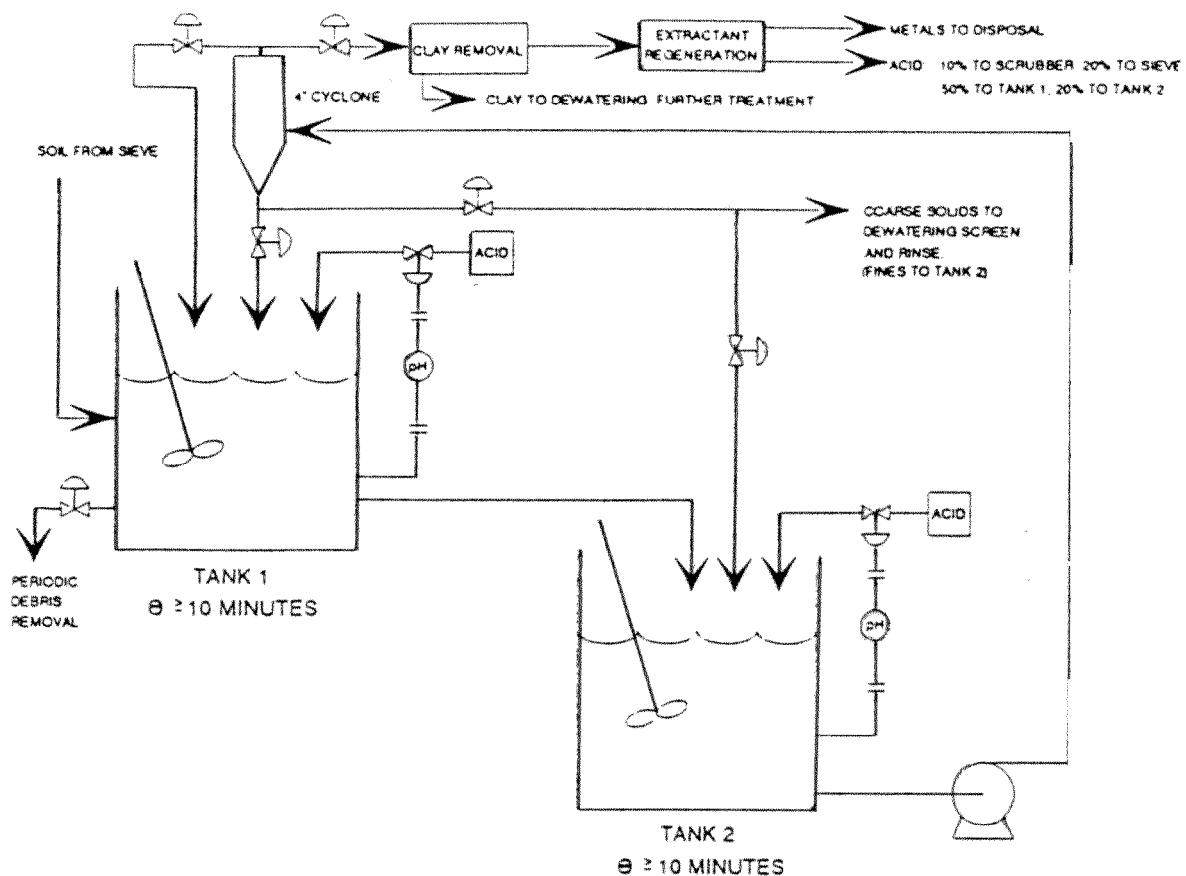 CLAY REMOVAL
EXTRACTANT
REGENERATION
METALS TO DISPOSAL
ACID: 10% TO SCRUBBER 20% TO SIEVE
50% TO TANK 1, 20% TO TANK 2
4" CYCLONE
CLAY TO DEWATERING FURTHER TREATMENT
SOIL FROM SIEVE
COARSE SOLIDS TO
DEWATERING SCREEN
AND RINSE.
(FINES TO TANK 2)
ACID
pH
PERIODIC
DEBRIS
REMOVAL
TANK 1
Θ ≥ 10 MINUTES
ACID
pH
TANK 2
Θ ≥ 10 MINUTES